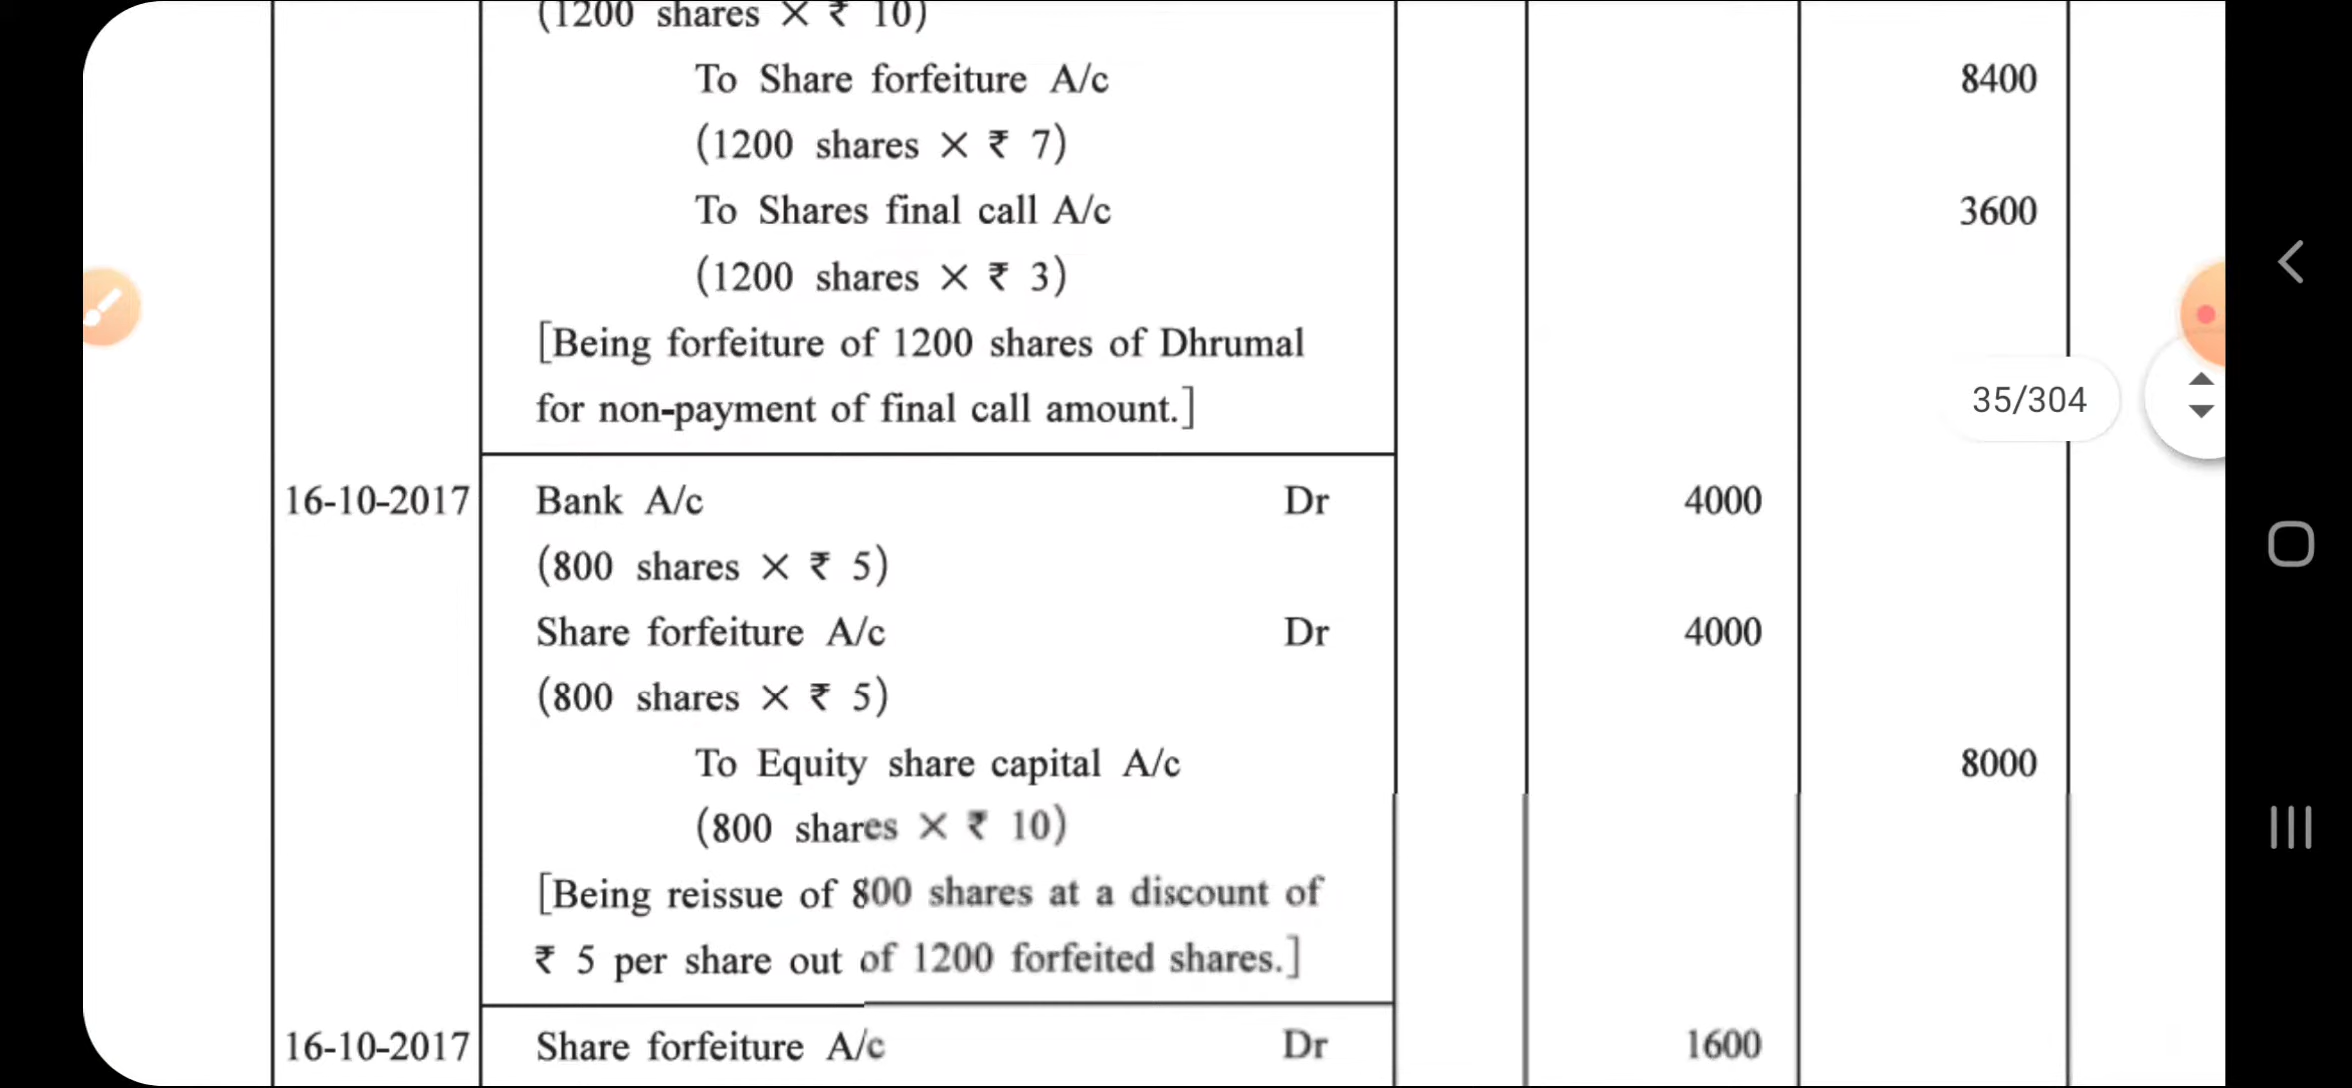 (1200 shares × ₹ 10)
To Share forfeiture A/c 8400
(1200 shares × ₹ 7)
To Shares final call A/c 3600
(1200 shares × ₹ 3)
[Being forfeiture of 1200 shares of Dhrumal
for non-payment of final call amount.]
35/304
16-10-2017 Bank A/c Dr 4000
(800 shares × ₹ 5)
Share forfeiture A/c Dr 4000
(800 shares × ₹ 5)
To Equity share capital A/c 8000
(800 shares × ₹ 10)
[Being reissue of 800 shares at a discount of
₹ 5 per share out of 1200 forfeited shares.]
16-10-2017 Share forfeiture A/c Dr 1600